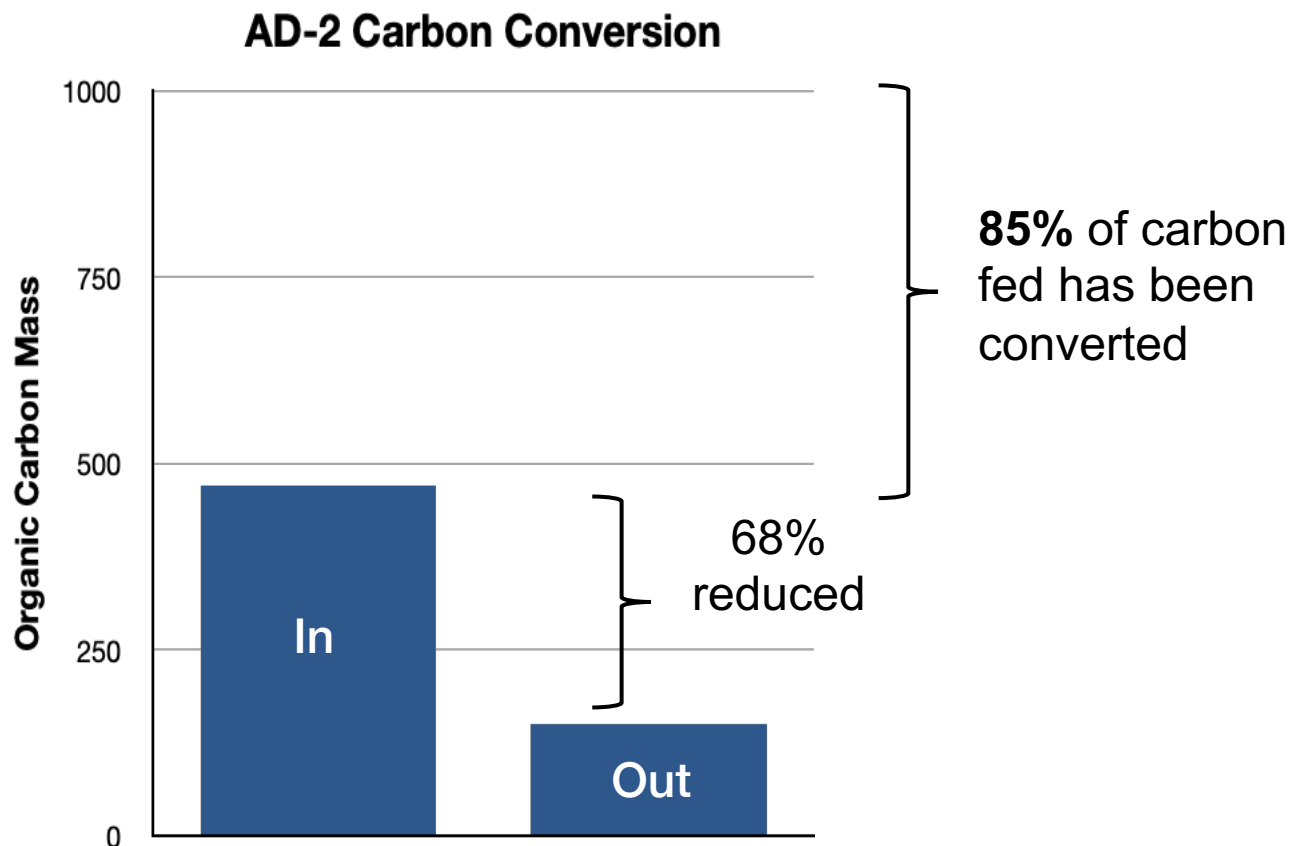 AD-2 Carbon Conversion
Organic Carbon Mass
1000
750
500
250
0
In
Out
68%
reduced
85% of carbon
fed has been
converted